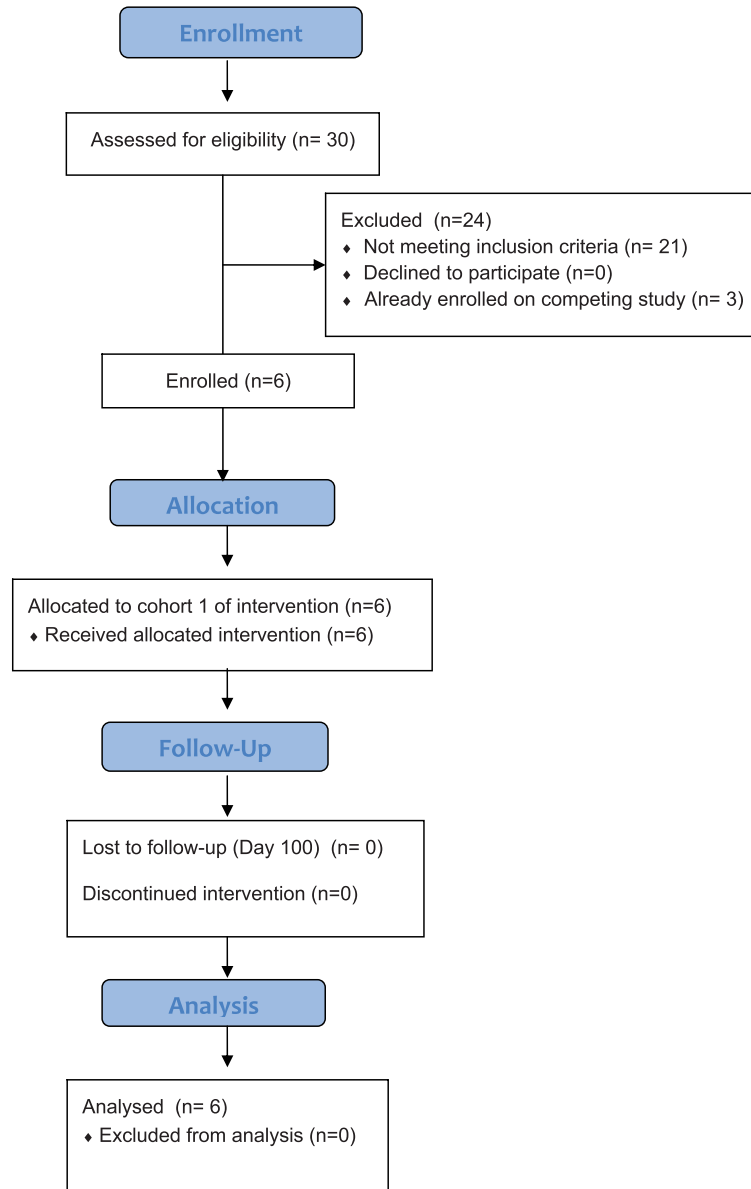 Enrollment
Assessed for eligibility (n= 30)
Excluded (n=24)
♦ Not meeting inclusion criteria (n= 21)
♦ Declined to participate (n=0)
♦ Already enrolled on competing study (n= 3)
Enrolled (n=6)
Allocation
Allocated to cohort 1 of intervention (n=6)
♦ Received allocated intervention (n=6)
Follow-Up
Lost to follow-up (Day 100) (n= 0)
Discontinued intervention (n=0)
Analysis
Analysed (n= 6)
♦ Excluded from analysis (n=0)